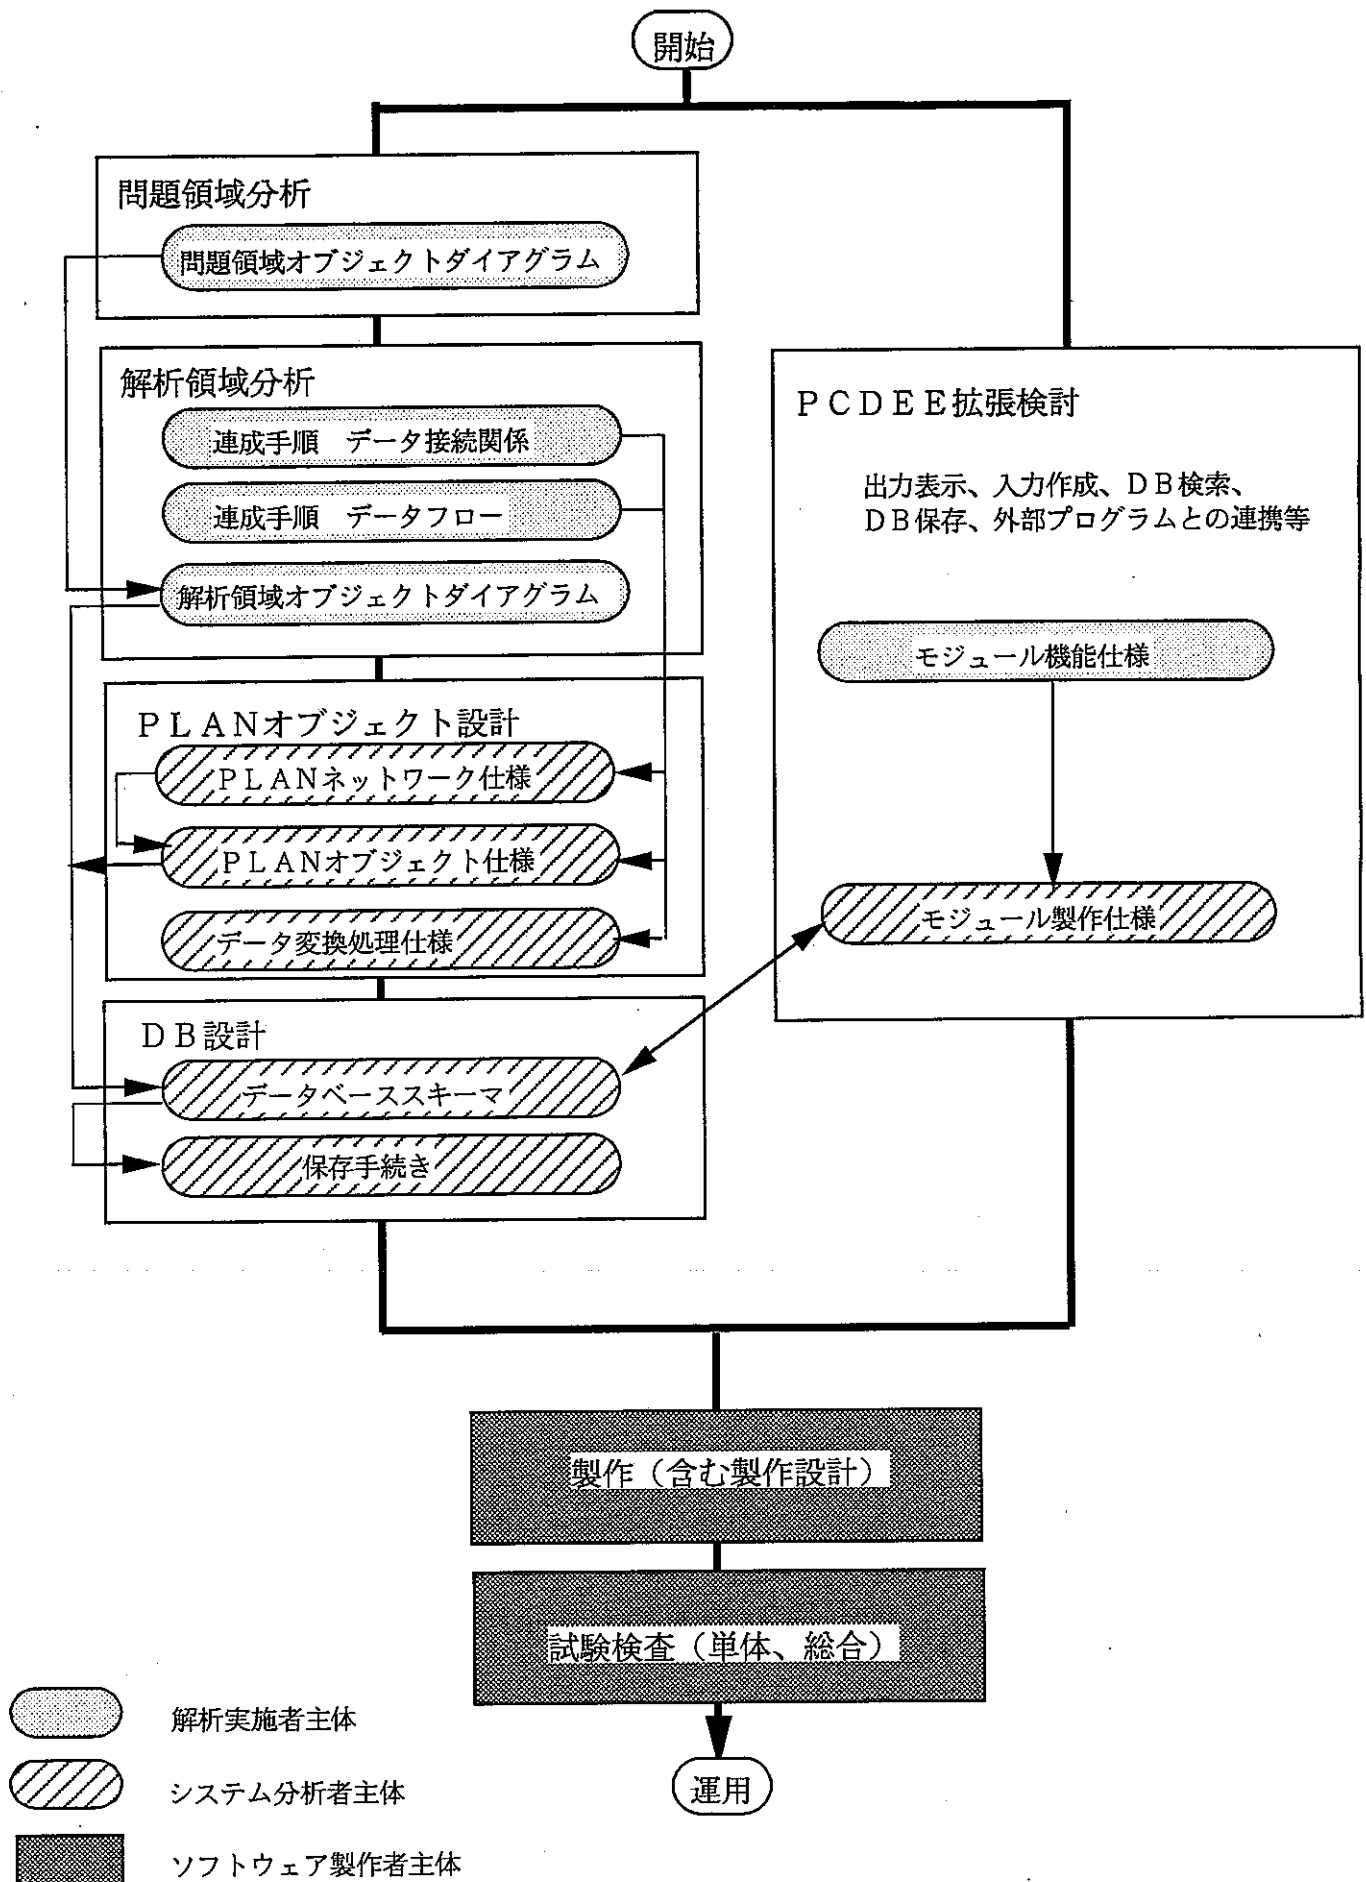 開始
問題領域分析
問題領域オブジェクトダイアグラム
解析領域分析
連成手順　データ接続関係
連成手順　データフロー
解析領域オブジェクトダイアグラム
ＰＬＡＮオブジェクト設計
ＰＬＡＮネットワーク仕様
ＰＬＡＮオブジェクト仕様
データ変換処理仕様
ＤＢ設計
データベーススキーマ
保存手続き
ＰＣＤＥＥ拡張検討
出力表示、入力作成、ＤＢ検索、
ＤＢ保存、外部プログラムとの連携等
モジュール機能仕様
モジュール製作仕様
製作（含む製作設計）
試験検査（単体、総合）
運用
解析実施者主体
システム分析者主体
ソフトウェア製作者主体